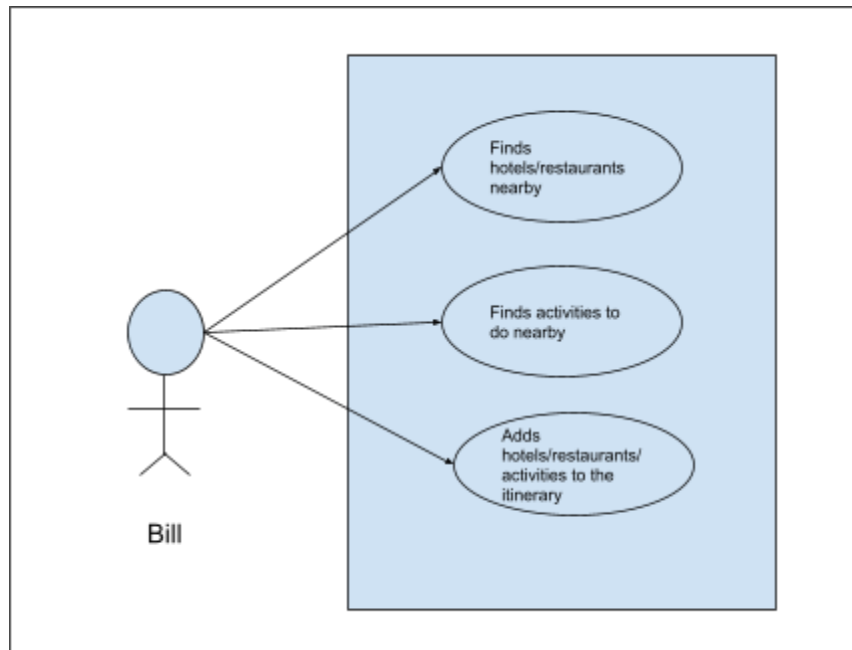 Finds
hotels/restaurants
nearby
Finds activities to
do nearby
Adds
hotels/restaurants/
activities to the
itinerary
Bill